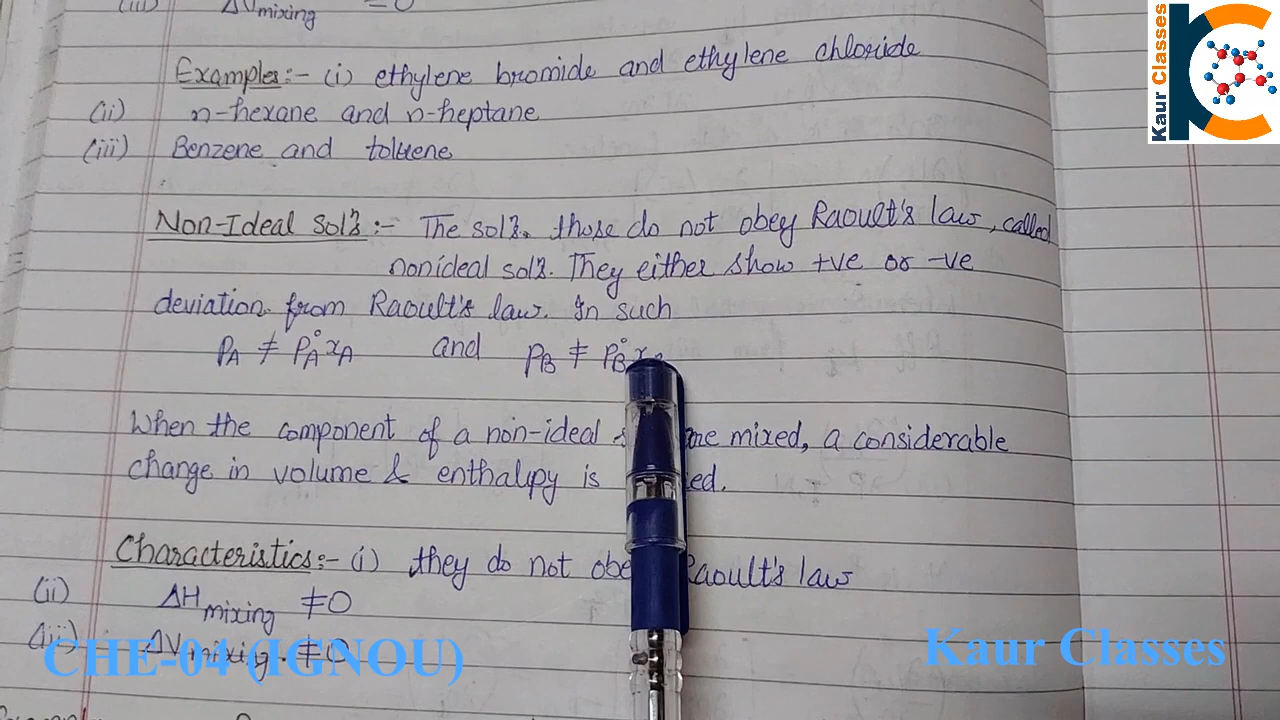 (iii) ΔVmixing = 0
Examples:- (i) ethylene bromide and ethylene chloride
(ii) n-hexane and n-heptane
(iii) Benzene and toluene
Non-Ideal Solⁿ:- The solⁿ. those do not obey Raoult's law, called
nonideal solⁿ. They either show +ve or -ve
deviation from Raoult's law. In such
PA ≠ P°A xA and PB ≠ P°B x
When the component of a non-ideal mixed, a considerable
change in volume & enthalpy is
Characteristics:- (i) they do not obey Raoult's law
(ii) ΔHmixing ≠0
(iii) ΔVmixing. ≠0
CHE-04 (IGNOU)
Kaur Classes
Kaur Classes